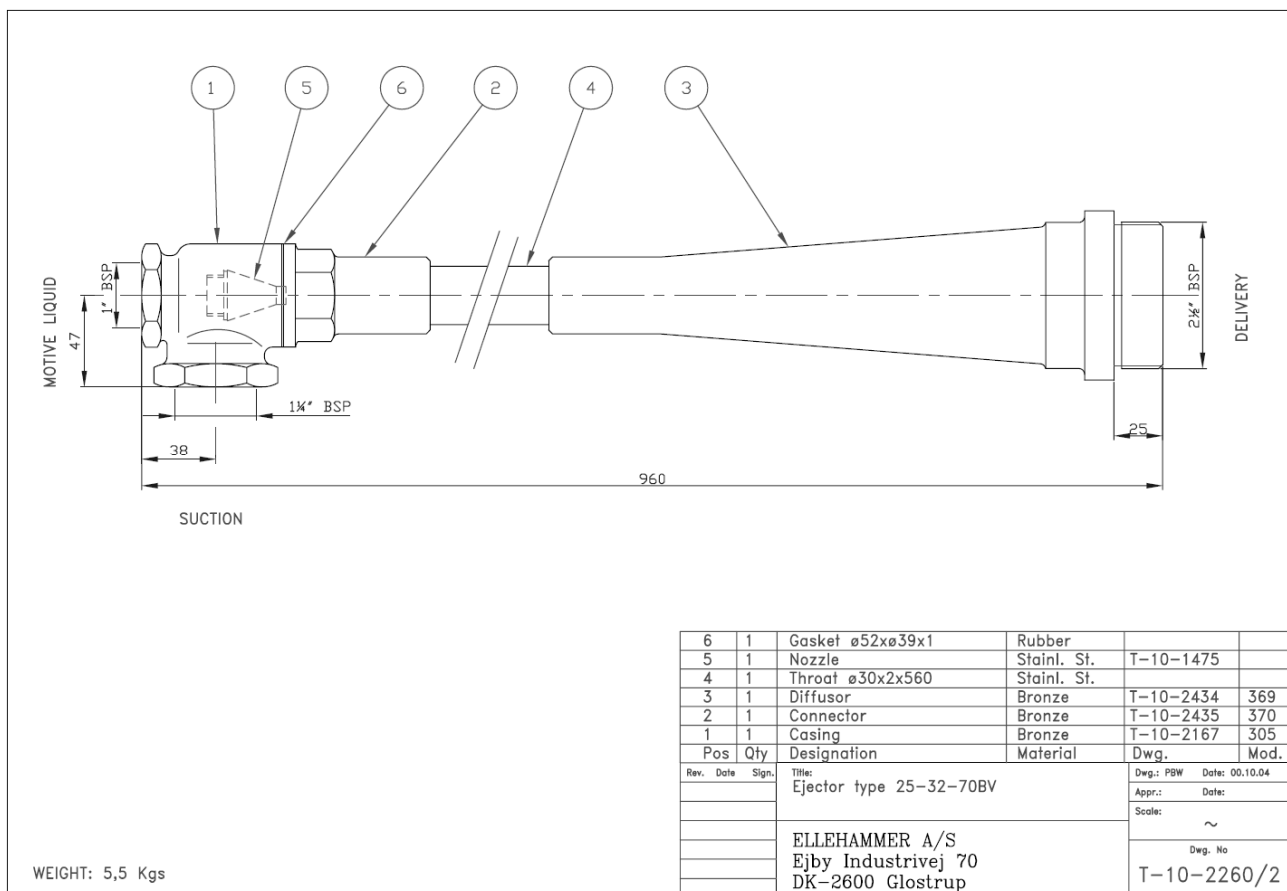 1 5 6 2 4 3
MOTIVE LIQUID
1" BSP
47
1¼" BSP
38
960
SUCTION
25
2½" BSP
DELIVERY
6 1 Gasket ø52xø39x1 Rubber
5 1 Nozzle Stainl. St. T-10-1475
4 1 Throat ø30x2x560 Stainl. St.
3 1 Diffusor Bronze T-10-2434 369
2 1 Connector Bronze T-10-2435 370
1 1 Casing Bronze T-10-2167 305
Pos Qty Designation Material Dwg. Mod.
Rev. Date Sign.
Title:
Ejector type 25-32-70BV
Dwg.: PBW Date: 00.10.04
Appr.: Date:
Scale:
~
ELLEHAMMER A/S
Ejby Industrivej 70
DK-2600 Glostrup
Dwg. No
T-10-2260/2
WEIGHT: 5,5 Kgs